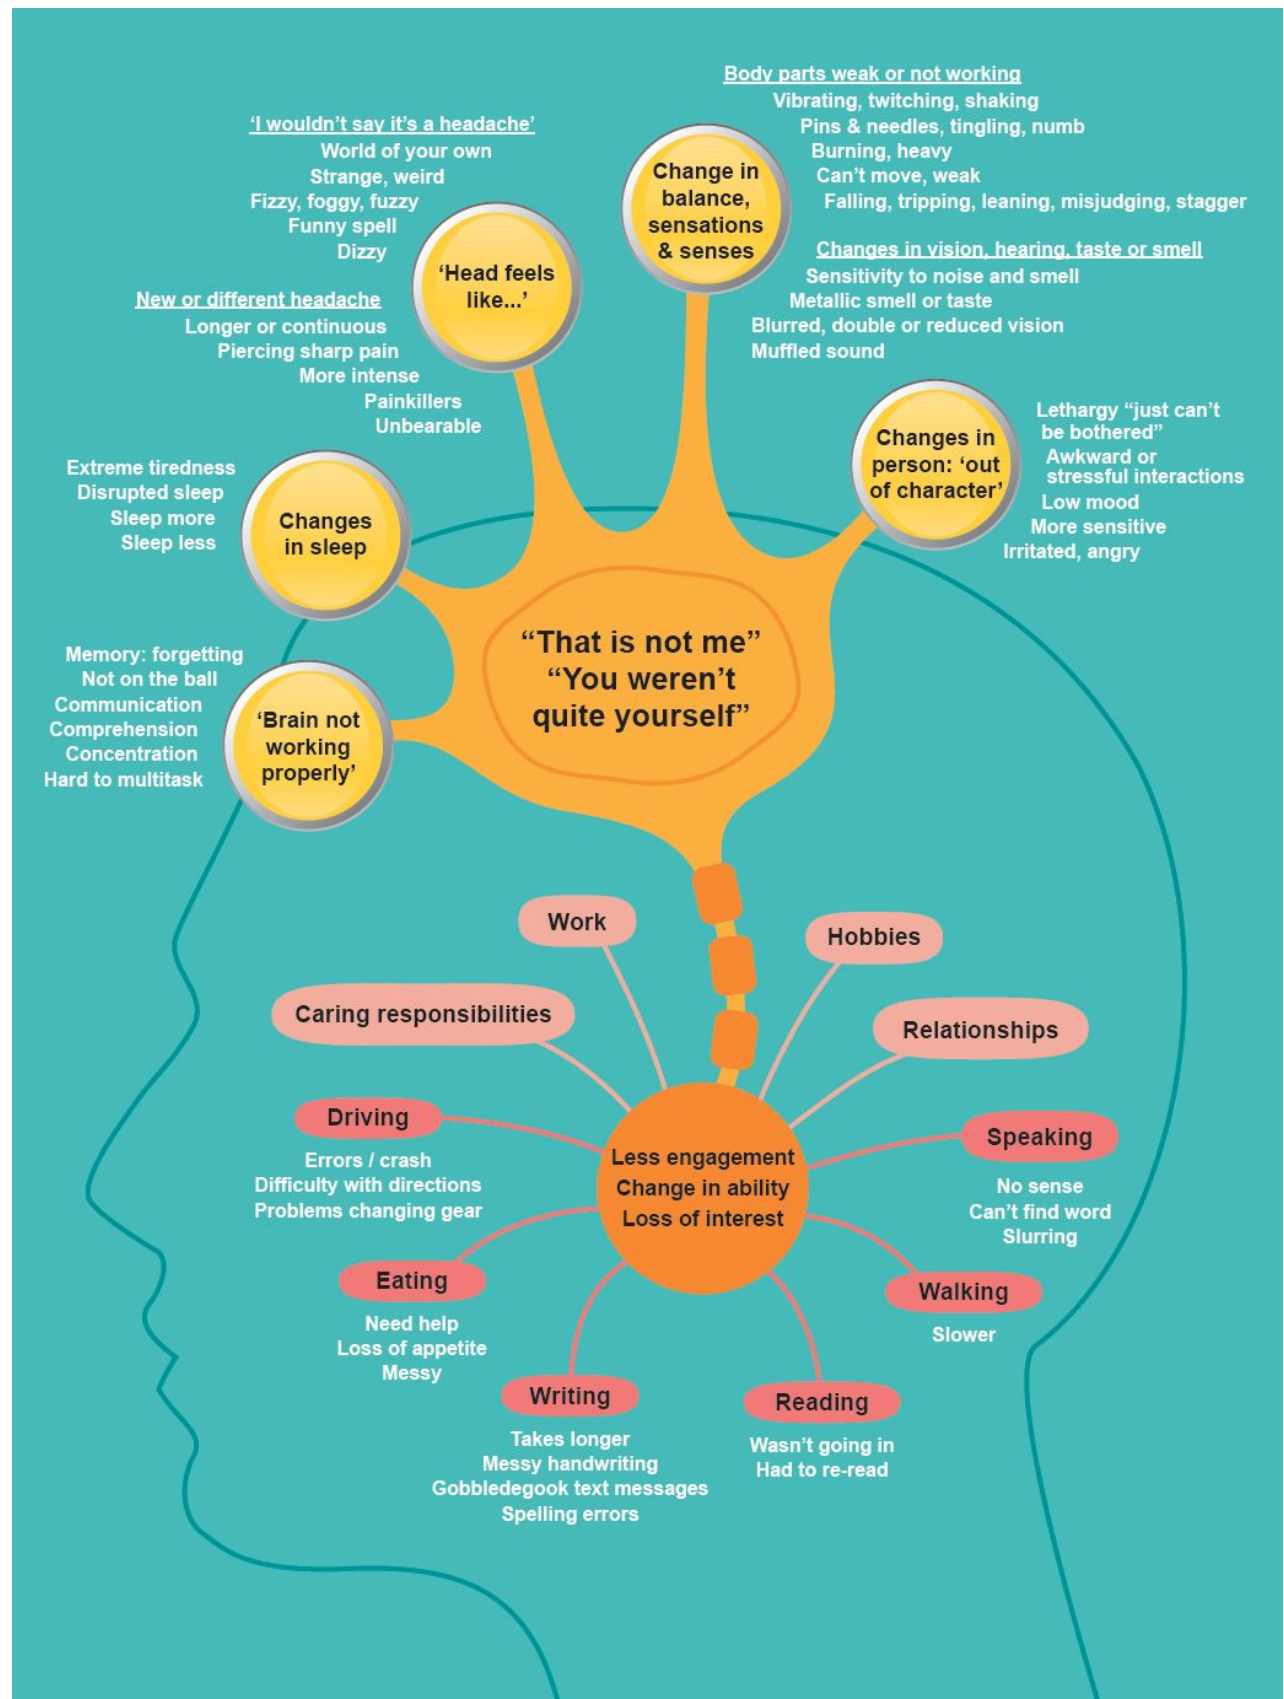 Body parts weak or not working
Vibrating, twitching, shaking
Pins & needles, tingling, numb
Burning, heavy
Can’t move, weak
Falling, tripping, leaning, misjudging, stagger
Changes in vision, hearing, taste or smell
Sensitivity to noise and smell
Metallic smell or taste
Blurred, double or reduced vision
Muffled sound
Change in
balance,
sensations
& senses
‘I wouldn’t say it’s a headache’
World of your own
Strange, weird
Fizzy, foggy, fuzzy
Funny spell
Dizzy
New or different headache
Longer or continuous
Piercing sharp pain
More intense
Painkillers
Unbearable
‘Head feels
like...’
Changes in
person: ‘out
of character’
Lethargy “just can’t
be bothered”
Awkward or
stressful interactions
Low mood
More sensitive
Irritated, angry
Extreme tiredness
Disrupted sleep
Sleep more
Sleep less
Changes
in sleep
Memory: forgetting
Not on the ball
Communication
Comprehension
Concentration
Hard to multitask
‘Brain not
working
properly’
“That is not me”
“You weren’t
quite yourself”
Work
Hobbies
Caring responsibilities
Relationships
Driving
Errors / crash
Difficulty with directions
Problems changing gear
Less engagement
Change in ability
Loss of interest
Speaking
No sense
Can’t find word
Slurring
Eating
Need help
Loss of appetite
Messy
Walking
Slower
Writing
Takes longer
Messy handwriting
Gobbledegook text messages
Spelling errors
Reading
Wasn’t going in
Had to re-read